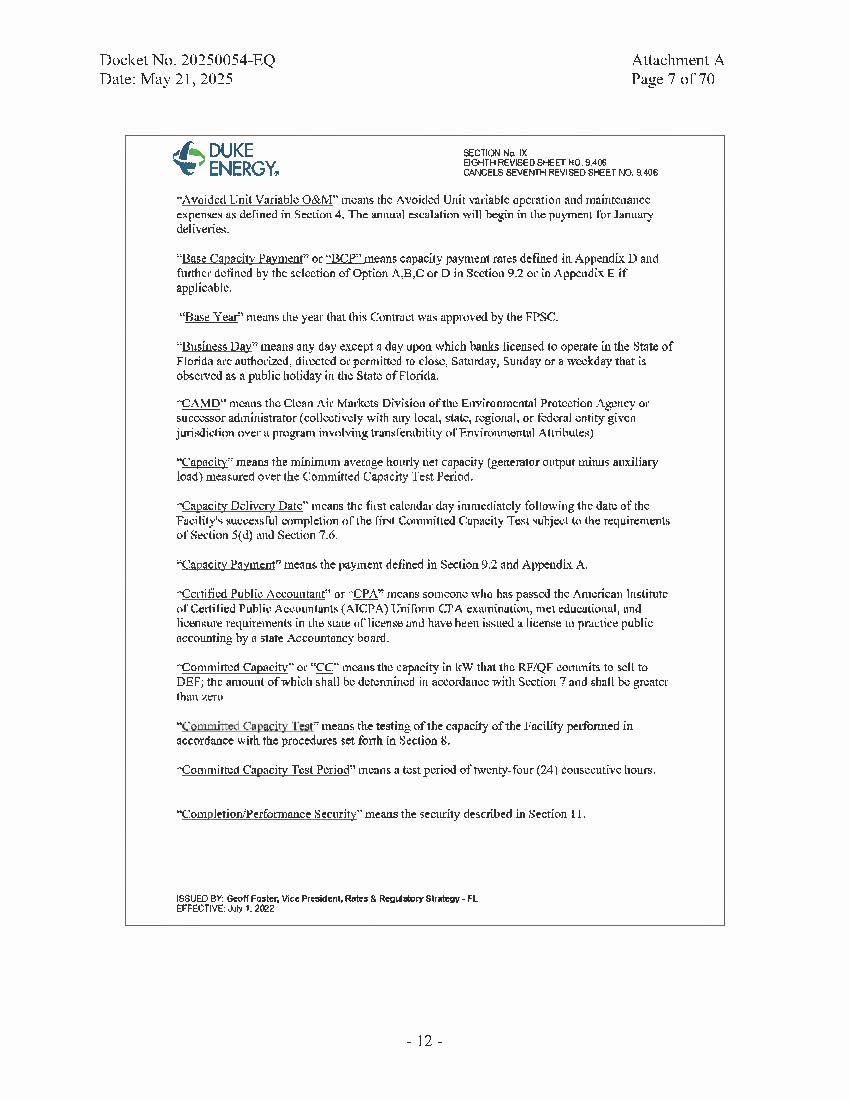 Docket No. 20250054-EQ
Date: May 21, 2025
Attachment A
Page 7 of 70
DUKE
ENERGY®
SECTION No. IX
EIGHTH REVISED SHEET NO. 9.406
CANCELS SEVENTH REVISED SHEET NO. 9.406
“Avoided Unit Variable O&M” means the Avoided Unit variable operation and maintenance
expenses as defined in Section 4. The annual escalation will begin in the payment for January
deliveries.
“Base Capacity Payment” or “BCP” means capacity payment rates defined in Appendix D and
further defined by the selection of Option A,B,C or D in Section 9.2 or in Appendix E if
applicable.
“Base Year” means the year that this Contract was approved by the FPSC.
“Business Day” means any day except a day upon which banks licensed to operate in the State of
Florida are authorized, directed or permitted to close, Saturday, Sunday or a weekday that is
observed as a public holiday in the State of Florida.
“CAMD” means the Clean Air Markets Division of the Environmental Protection Agency or
successor administrator (collectively with any local, state, regional, or federal entity given
jurisdiction over a program involving transferability of Environmental Attributes)
“Capacity” means the minimum average hourly net capacity (generator output minus auxiliary
load) measured over the Committed Capacity Test Period.
“Capacity Delivery Date” means the first calendar day immediately following the date of the
Facility's successful completion of the first Committed Capacity Test subject to the requirements
of Section 5(d) and Section 7.6.
“Capacity Payment” means the payment defined in Section 9.2 and Appendix A.
“Certified Public Accountant” or “CPA” means someone who has passed the American Institute
of Certified Public Accountants (AICPA) Uniform CPA examination, met educational, and
licensure requirements in the state of license and have been issued a license to practice public
accounting by a state Accountancy board.
“Committed Capacity” or “CC” means the capacity in kW that the RF/QF commits to sell to
DEF; the amount of which shall be determined in accordance with Section 7 and shall be greater
than zero
“Committed Capacity Test” means the testing of the capacity of the Facility performed in
accordance with the procedures set forth in Section 8.
“Committed Capacity Test Period” means a test period of twenty-four (24) consecutive hours.
“Completion/Performance Security” means the security described in Section 11.
ISSUED BY: Geoff Foster, Vice President, Rates & Regulatory Strategy - FL
EFFECTIVE: July 1, 2022
- 12 -